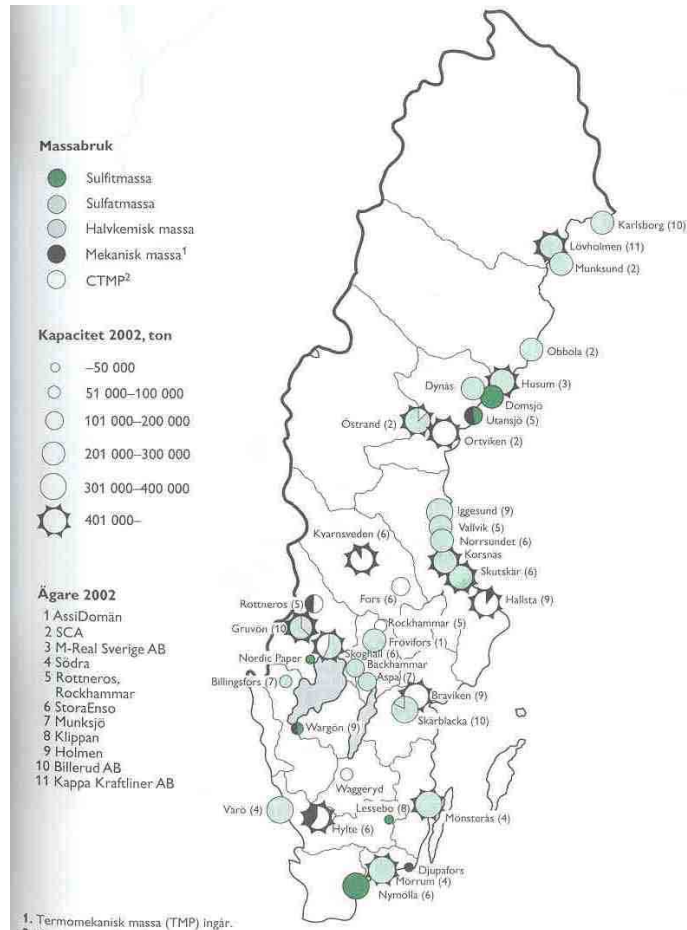 Massabruk
Sulfitmassa
Sulfatmassa
Halvkemisk massa
Mekanisk massa¹
CTMP²
Kapacitet 2002, ton
–50 000
51 000–100 000
101 000–200 000
201 000–300 000
301 000–400 000
401 000–
Ägare 2002
1 AssiDomän
2 SCA
3 M-Real Sverige AB
4 Södra
5 Rottneros,
Rockhammar
6 StoraEnso
7 Munksjö
8 Klippan
9 Holmen
10 Billerud AB
11 Kappa Kraftliner AB
Karlsborg (10)
Lövholmen (11)
Munksund (2)
Obbola (2)
Husum (3)
Dynäs
Domsjö
Utansjö (5)
Östrand (2)
Ortviken (2)
Iggesund (9)
Vallvik (5)
Norrsundet (6)
Kvarnsveden (6)
Korsnäs
Skutskär (6)
Fors (6)
Hallsta (9)
Rottneros (5)
Rockhammar (5)
Gruvön (10)
Frövifors (1)
Skoghall (6)
Nordic Paper
Bäckhammar
Billingsfors (7)
Aspa (7)
Braviken (9)
Skärblacka (10)
Wargön (9)
Waggeryd
Värö (4)
Lessebo (8)
Mönsterås (4)
Hylte (6)
Djupafors
Mörrum (4)
Nymölla (6)
1. Termomekanisk massa (TMP) ingår.